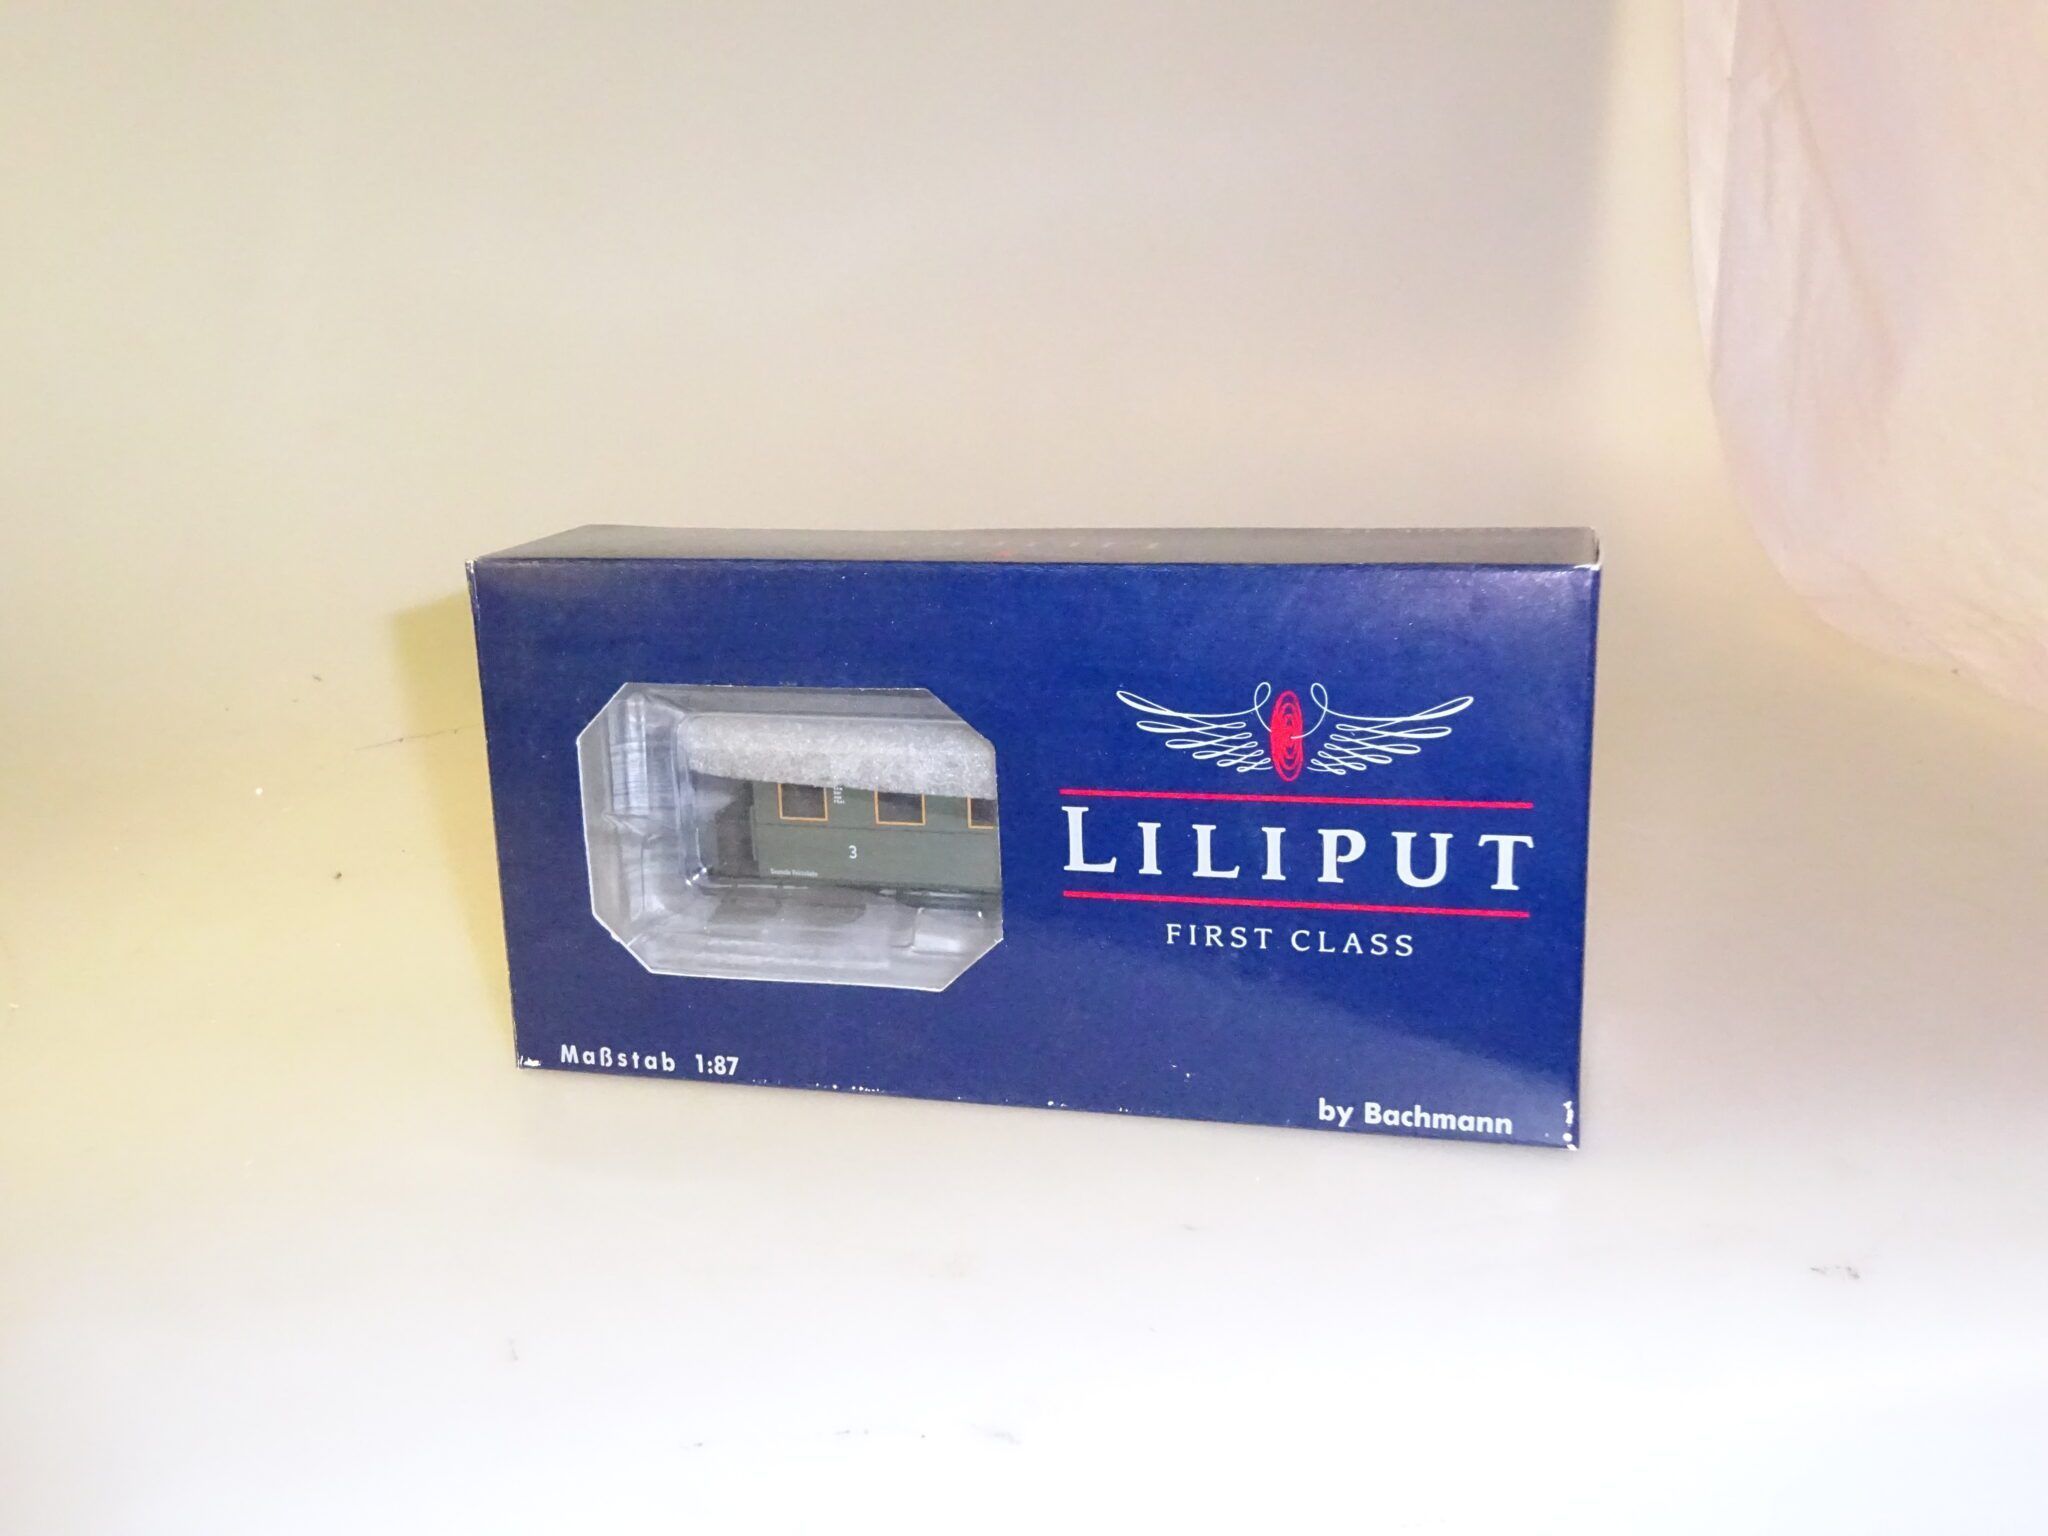 LILIPUT
FIRST CLASS
3
Maßstab 1:87
by Bachmann